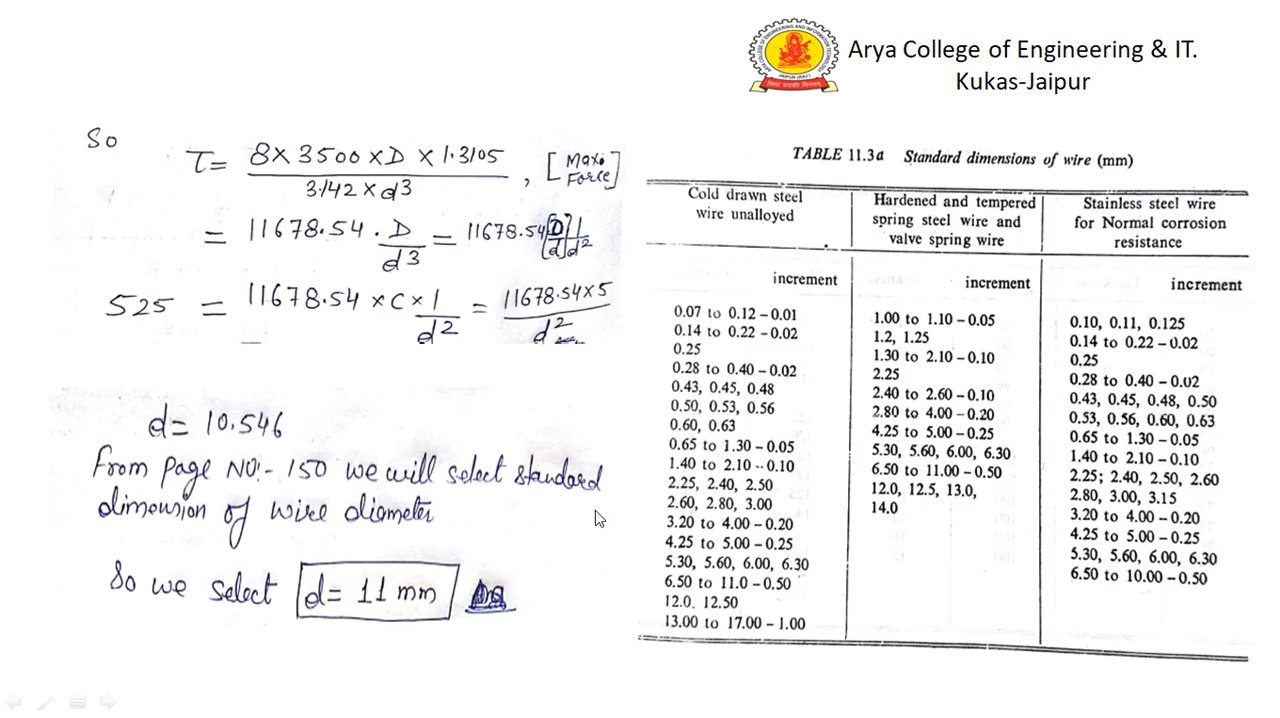 Arya College of Engineering & IT.
Kukas-Jaipur
ARYA COLLEGE OF ENGINEERING AND INFORMATION TECHNOLOGY
JAIPUR (RAJ.)
So
τ = 8 × 3500 × D × 1.3105 / 3.142 × d³ , [Maxi. Force]
= 11678.54 . D / d³ = 11678.54 [D/d] 1/d²
525 = 11678.54 × C × 1 / d² = 11678.54 × 5 / d²
d = 10.546
From page NO:- 150 we will select standard
dimension of wire diameter
So we select d = 11 mm Ans
TABLE 11.3a Standard dimensions of wire (mm)
Cold drawn steel
wire unalloyed
increment
0.07 to 0.12 – 0.01
0.14 to 0.22 – 0.02
0.25
0.28 to 0.40 – 0.02
0.43, 0.45, 0.48
0.50, 0.53, 0.56
0.60, 0.63
0.65 to 1.30 – 0.05
1.40 to 2.10 – 0.10
2.25, 2.40, 2.50
2.60, 2.80, 3.00
3.20 to 4.00 – 0.20
4.25 to 5.00 – 0.25
5.30, 5.60, 6.00, 6.30
6.50 to 11.0 – 0.50
12.0, 12.50
13.00 to 17.00 – 1.00
Hardened and tempered
spring steel wire and
valve spring wire
increment
1.00 to 1.10 – 0.05
1.2, 1.25
1.30 to 2.10 – 0.10
2.25
2.40 to 2.60 – 0.10
2.80 to 4.00 – 0.20
4.25 to 5.00 – 0.25
5.30, 5.60, 6.00, 6.30
6.50 to 11.00 – 0.50
12.0, 12.5, 13.0,
14.0
Stainless steel wire
for Normal corrosion
resistance
increment
0.10, 0.11, 0.125
0.14 to 0.22 – 0.02
0.25
0.28 to 0.40 – 0.02
0.43, 0.45, 0.48, 0.50
0.53, 0.56, 0.60, 0.63
0.65 to 1.30 – 0.05
1.40 to 2.10 – 0.10
2.25; 2.40, 2.50, 2.60
2.80, 3.00, 3.15
3.20 to 4.00 – 0.20
4.25 to 5.00 – 0.25
5.30, 5.60, 6.00, 6.30
6.50 to 10.00 – 0.50